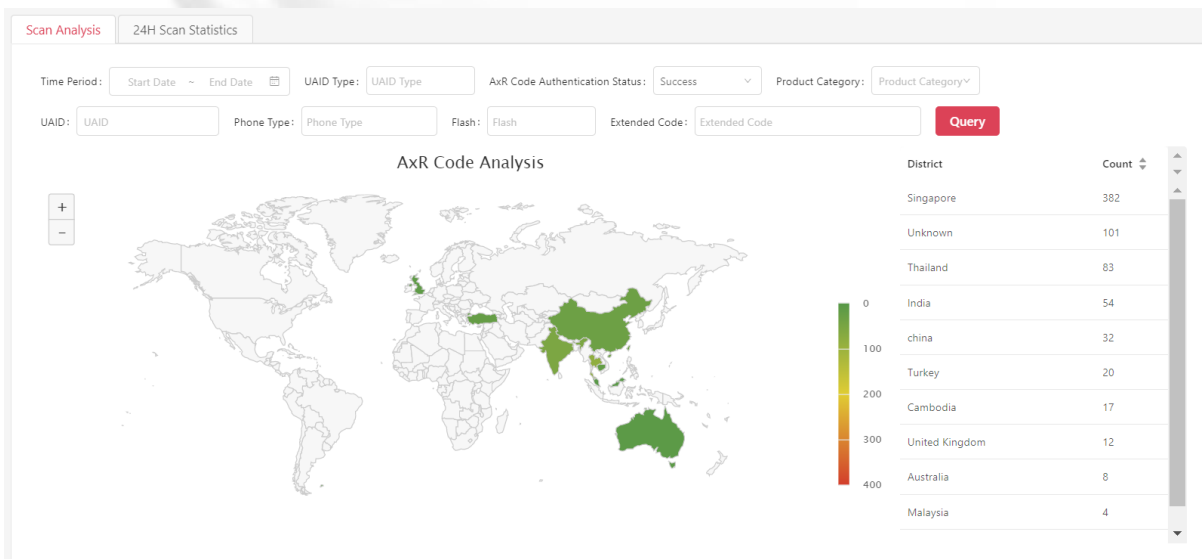 Scan Analysis 24H Scan Statistics
Time Period: Start Date ~ End Date UAID Type: UAID Type AxR Code Authentication Status: Success Product Category: Product Category
UAID: UAID Phone Type: Phone Type Flash: Flash Extended Code: Extended Code Query
AxR Code Analysis
+
−
0
100
200
300
400
District Count
Singapore 382
Unknown 101
Thailand 83
India 54
china 32
Turkey 20
Cambodia 17
United Kingdom 12
Australia 8
Malaysia 4